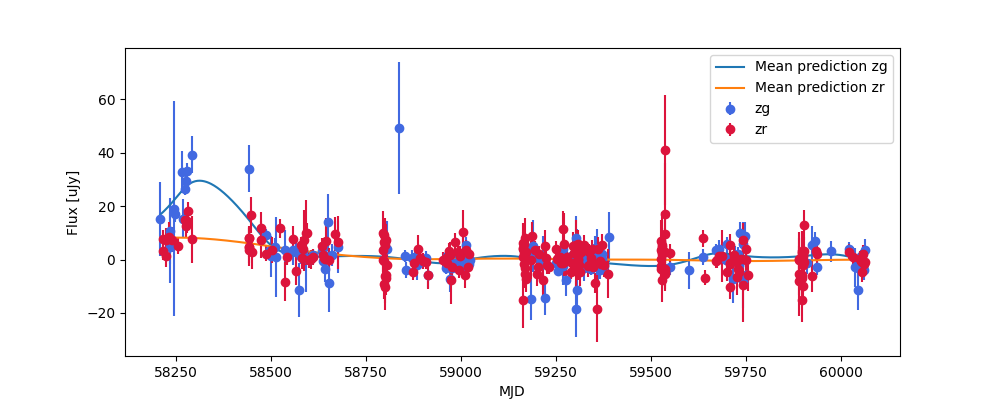 Mean prediction zg
Mean prediction zr
zg
zr
60
40
20
0
−20
Flux [uJy]
58250 58500 58750 59000 59250 59500 59750 60000
MJD